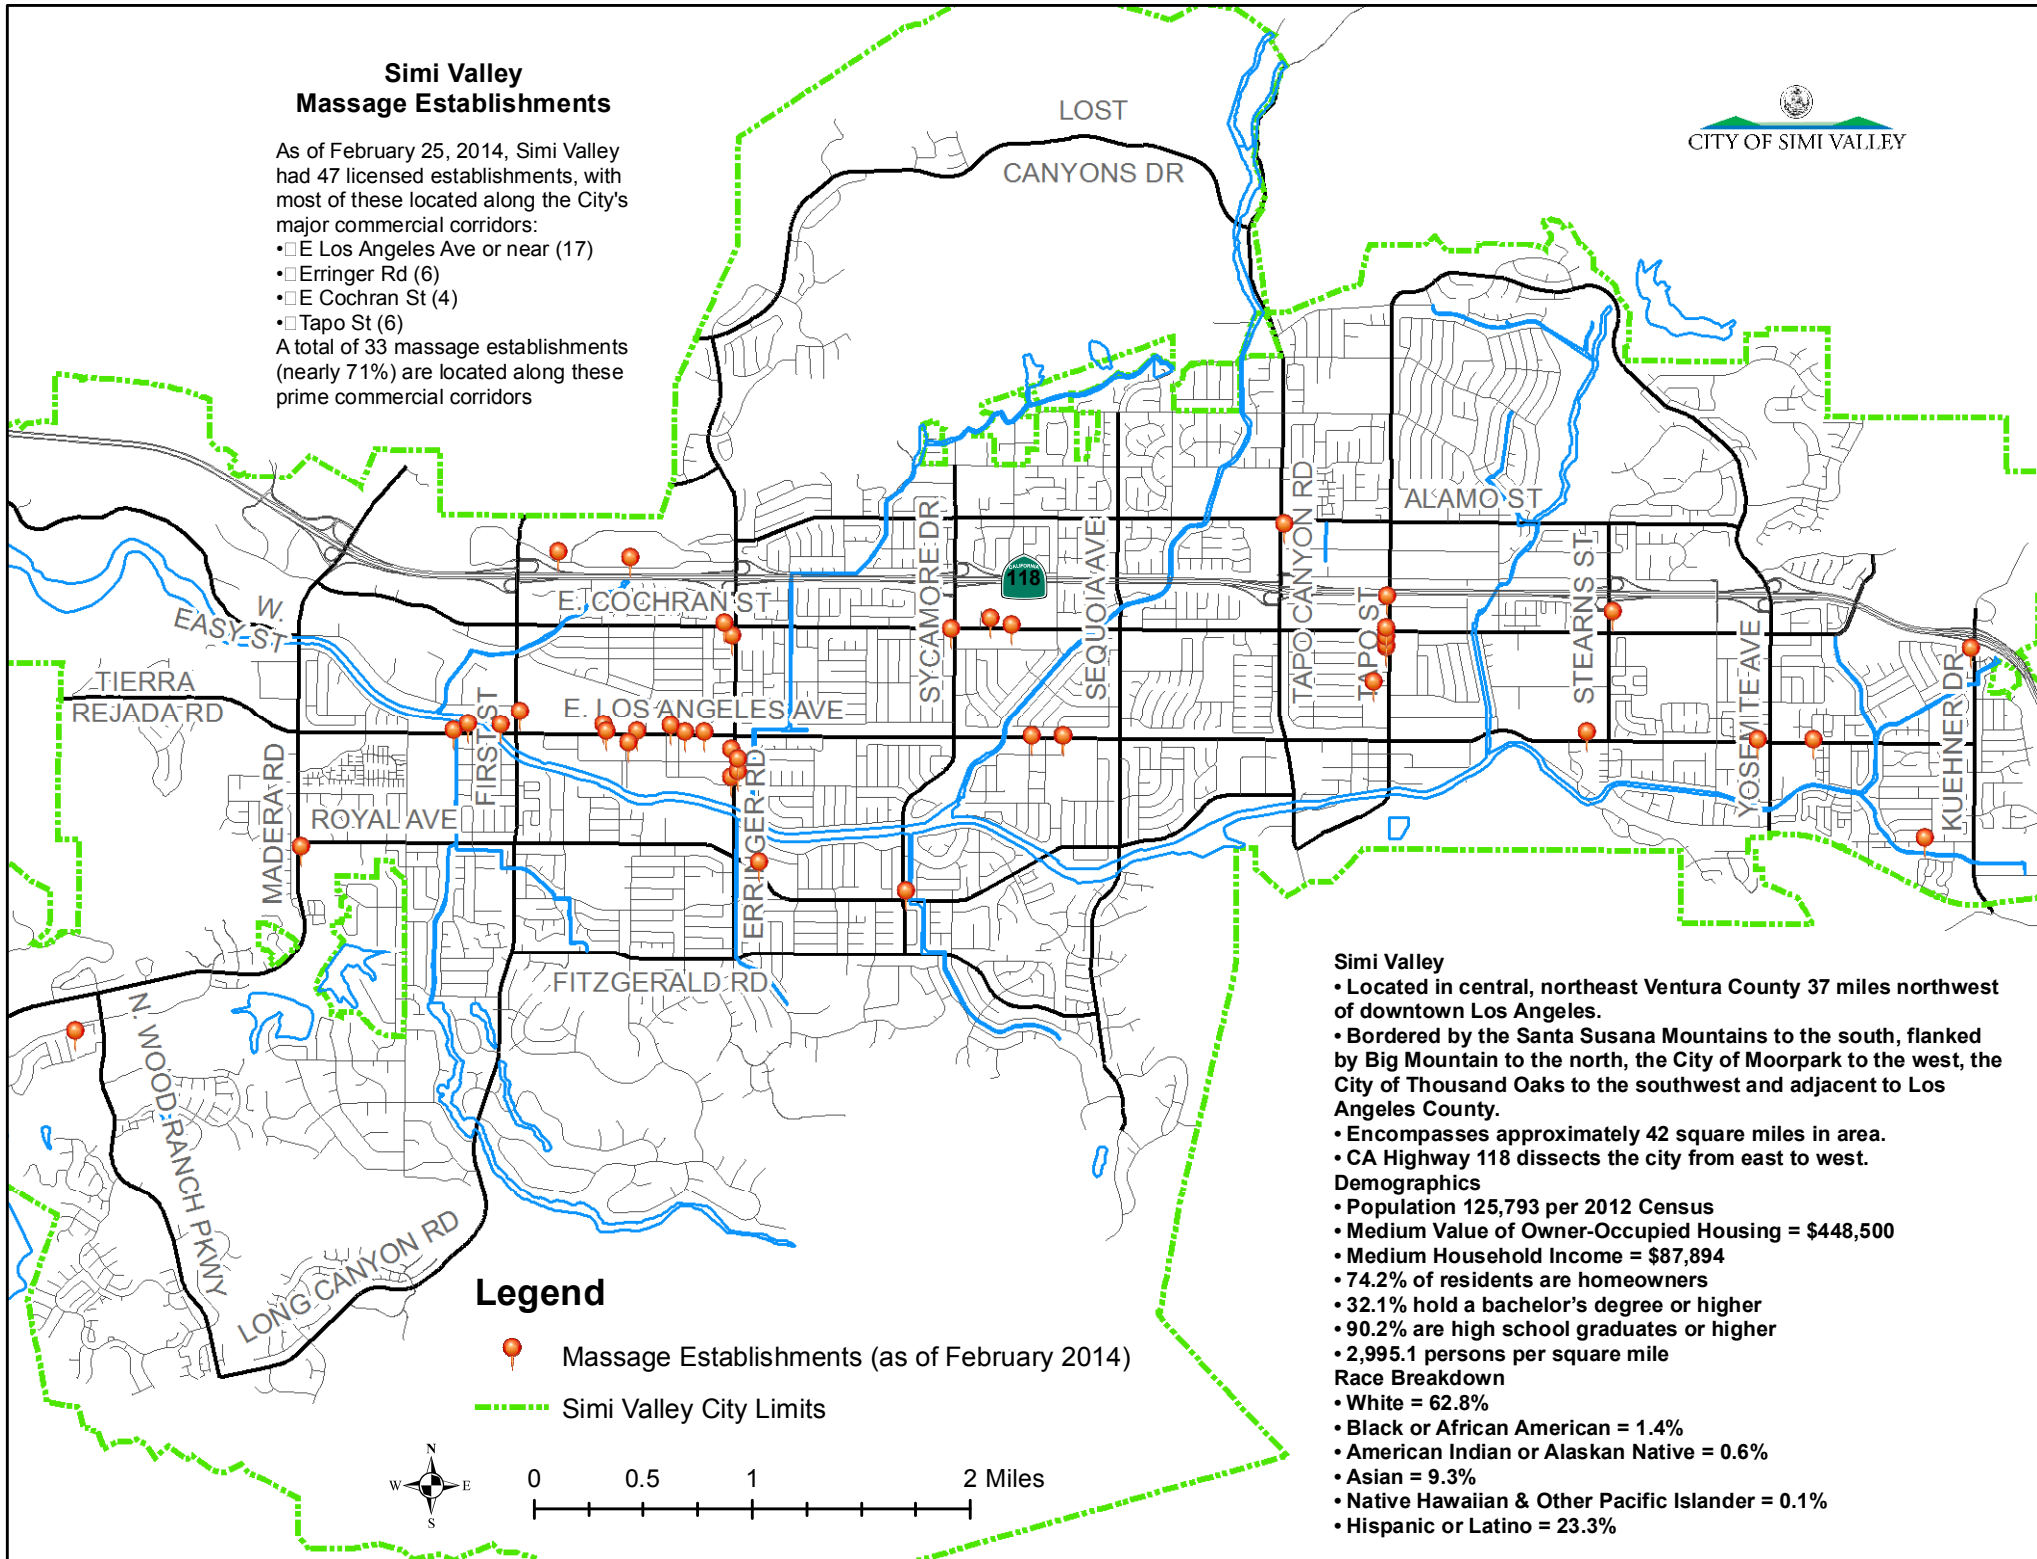 Simi Valley
Massage Establishments
As of February 25, 2014, Simi Valley
had 47 licensed establishments, with
most of these located along the City's
major commercial corridors:
•□E Los Angeles Ave or near (17)
•□Erringer Rd (6)
•□E Cochran St (4)
•□Tapo St (6)
A total of 33 massage establishments
(nearly 71%) are located along these
prime commercial corridors
CITY OF SIMI VALLEY
LOST
CANYONS DR
ALAMO ST
SYCAMORE DR
SEQUOIA AVE
TAPO CANYON RD
TAPO ST
STEARNS ST
YOSEMITE AVE
KUEHNER DR
CALIFORNIA
118
W.
EASY ST
E. COCHRAN ST
TIERRA
REJADA RD
FIRST ST
E. LOS ANGELES AVE
MADERA RD
ROYAL AVE
ERRINGER RD
FITZGERALD RD
N. WOOD RANCH PKWY
LONG CANYON RD
Simi Valley
• Located in central, northeast Ventura County 37 miles northwest
of downtown Los Angeles.
• Bordered by the Santa Susana Mountains to the south, flanked
by Big Mountain to the north, the City of Moorpark to the west, the
City of Thousand Oaks to the southwest and adjacent to Los
Angeles County.
• Encompasses approximately 42 square miles in area.
• CA Highway 118 dissects the city from east to west.
Demographics
• Population 125,793 per 2012 Census
• Medium Value of Owner-Occupied Housing = $448,500
• Medium Household Income = $87,894
• 74.2% of residents are homeowners
• 32.1% hold a bachelor’s degree or higher
• 90.2% are high school graduates or higher
• 2,995.1 persons per square mile
Race Breakdown
• White = 62.8%
• Black or African American = 1.4%
• American Indian or Alaskan Native = 0.6%
• Asian = 9.3%
• Native Hawaiian & Other Pacific Islander = 0.1%
• Hispanic or Latino = 23.3%
Legend
Massage Establishments (as of February 2014)
Simi Valley City Limits
N
W E
S
0 0.5 1 2 Miles